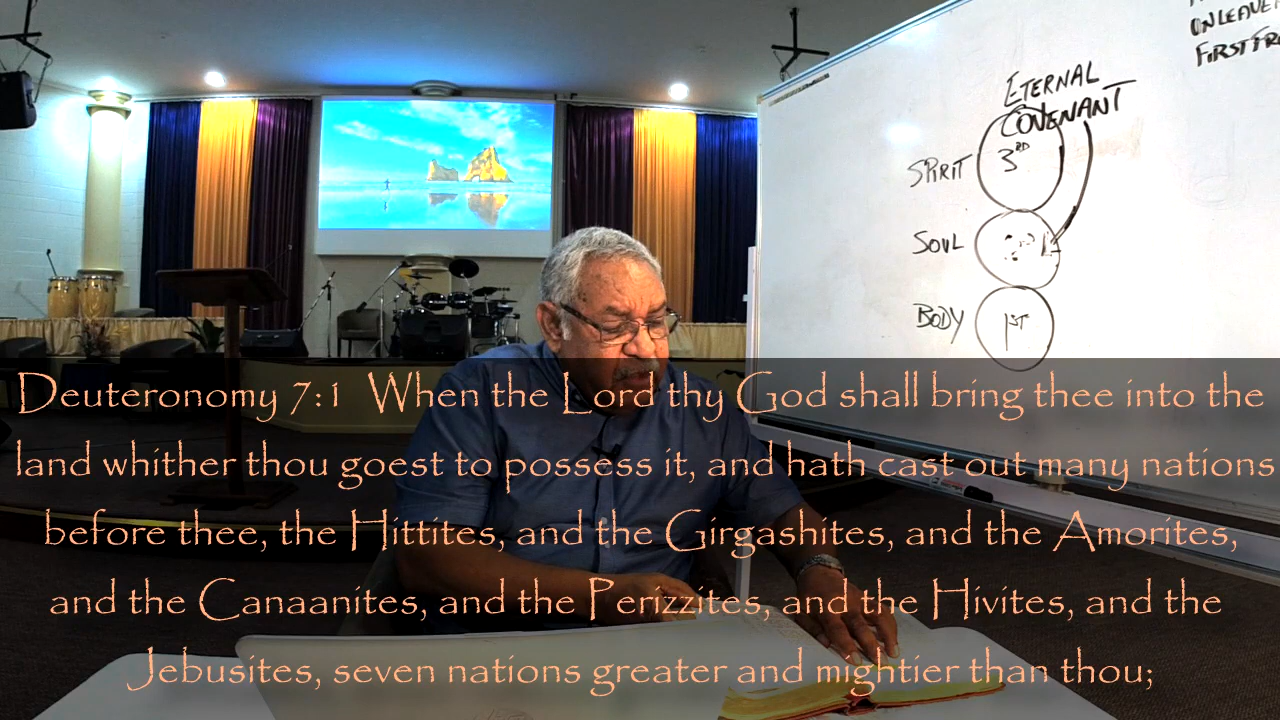 ON LEAVE
ETERNAL
COVENANT
SPIRIT 3RD
SOUL
BODY 1ST
Deuteronomy 7:1 When the Lord thy God shall bring thee into the
land whither thou goest to possess it, and hath cast out many nations
before thee, the Hittites, and the Girgashites, and the Amorites,
and the Canaanites, and the Perizzites, and the Hivites, and the
Jebusites, seven nations greater and mightier than thou;